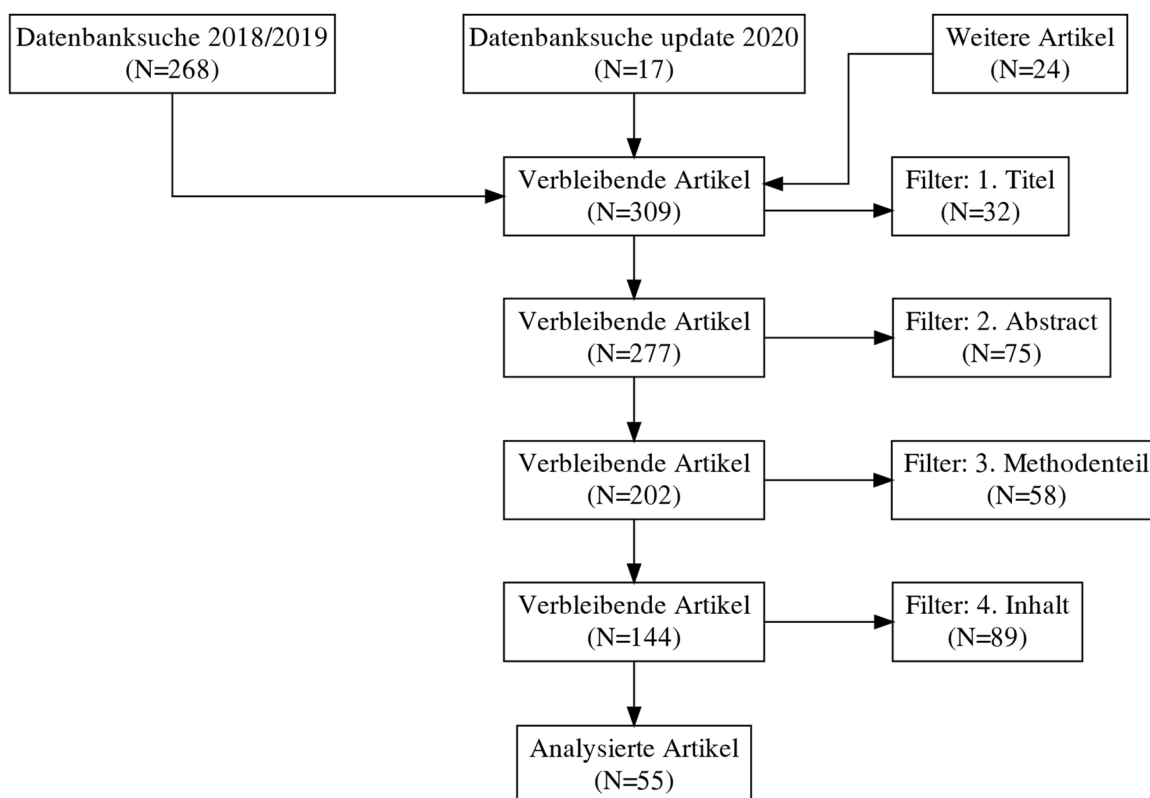 Datenbanksuche 2018/2019
(N=268)
Datenbanksuche update 2020
(N=17)
Weitere Artikel
(N=24)
Verbleibende Artikel
(N=309)
Filter: 1. Titel
(N=32)
Verbleibende Artikel
(N=277)
Filter: 2. Abstract
(N=75)
Verbleibende Artikel
(N=202)
Filter: 3. Methodenteil
(N=58)
Verbleibende Artikel
(N=144)
Filter: 4. Inhalt
(N=89)
Analysierte Artikel
(N=55)